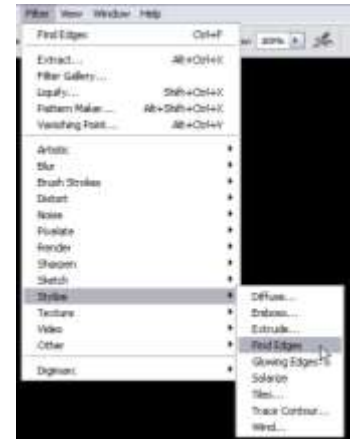 Filter View Window Help
Find Edges Ctrl+F
Extract... Alt+Ctrl+X
Filter Gallery...
Liquify... Shift+Ctrl+X
Pattern Maker... Alt+Shift+Ctrl+X
Vanishing Point... Alt+Ctrl+V
Artistic
Blur
Brush Strokes
Distort
Noise
Pixelate
Render
Sharpen
Sketch
Stylize
Texture
Video
Other
Digimarc
Diffuse...
Emboss...
Extrude...
Find Edges
Glowing Edges...
Solarize
Tiles...
Trace Contour...
Wind...